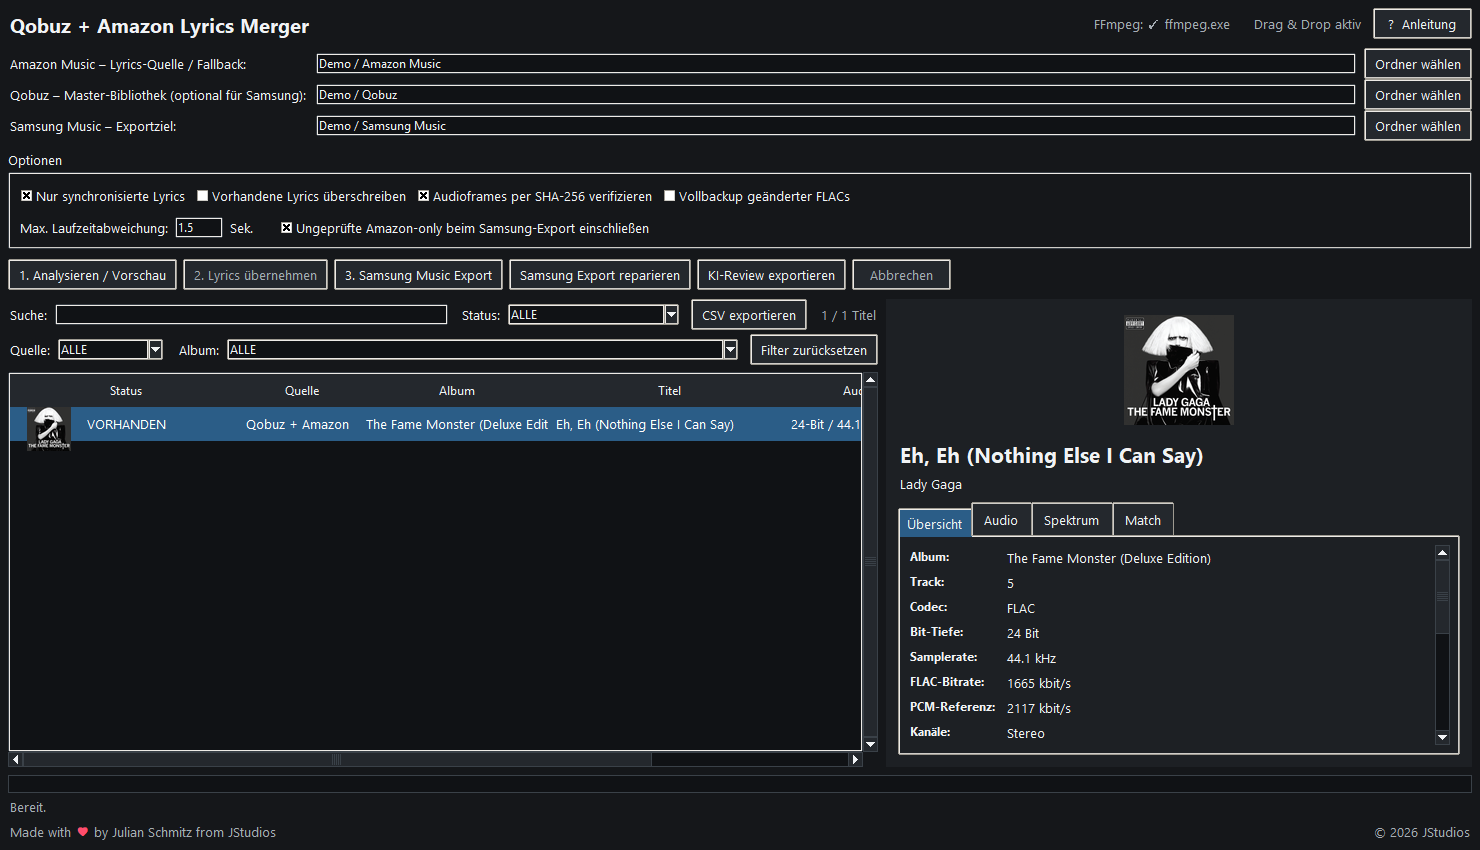 Qobuz + Amazon Lyrics Merger
FFmpeg: ✓ ffmpeg.exe
Drag & Drop aktiv
? Anleitung
Amazon Music – Lyrics-Quelle / Fallback:
Demo / Amazon Music
Ordner wählen
Qobuz – Master-Bibliothek (optional für Samsung):
Demo / Qobuz
Ordner wählen
Samsung Music – Exportziel:
Demo / Samsung Music
Ordner wählen
Optionen
Nur synchronisierte Lyrics
Vorhandene Lyrics überschreiben
Audioframes per SHA-256 verifizieren
Vollbackup geänderter FLACs
Max. Laufzeitabweichung:
1.5
Sek.
Ungeprüfte Amazon-only beim Samsung-Export einschließen
1. Analysieren / Vorschau
2. Lyrics übernehmen
3. Samsung Music Export
Samsung Export reparieren
KI-Review exportieren
Abbrechen
Suche:
Status:
ALLE
CSV exportieren
1 / 1 Titel
Quelle:
ALLE
Album:
ALLE
Filter zurücksetzen
Status
Quelle
Album
Titel
Aud
LADY GAGA
THE FAME MONSTER
VORHANDEN
Qobuz + Amazon
The Fame Monster (Deluxe Edit
Eh, Eh (Nothing Else I Can Say)
24-Bit / 44.1
LADY GAGA
THE FAME MONSTER
Eh, Eh (Nothing Else I Can Say)
Lady Gaga
Übersicht
Audio
Spektrum
Match
Album:
The Fame Monster (Deluxe Edition)
Track:
5
Codec:
FLAC
Bit-Tiefe:
24 Bit
Samplerate:
44.1 kHz
FLAC-Bitrate:
1665 kbit/s
PCM-Referenz:
2117 kbit/s
Kanäle:
Stereo
Bereit.
Made with ♥ by Julian Schmitz from JStudios
© 2026 JStudios